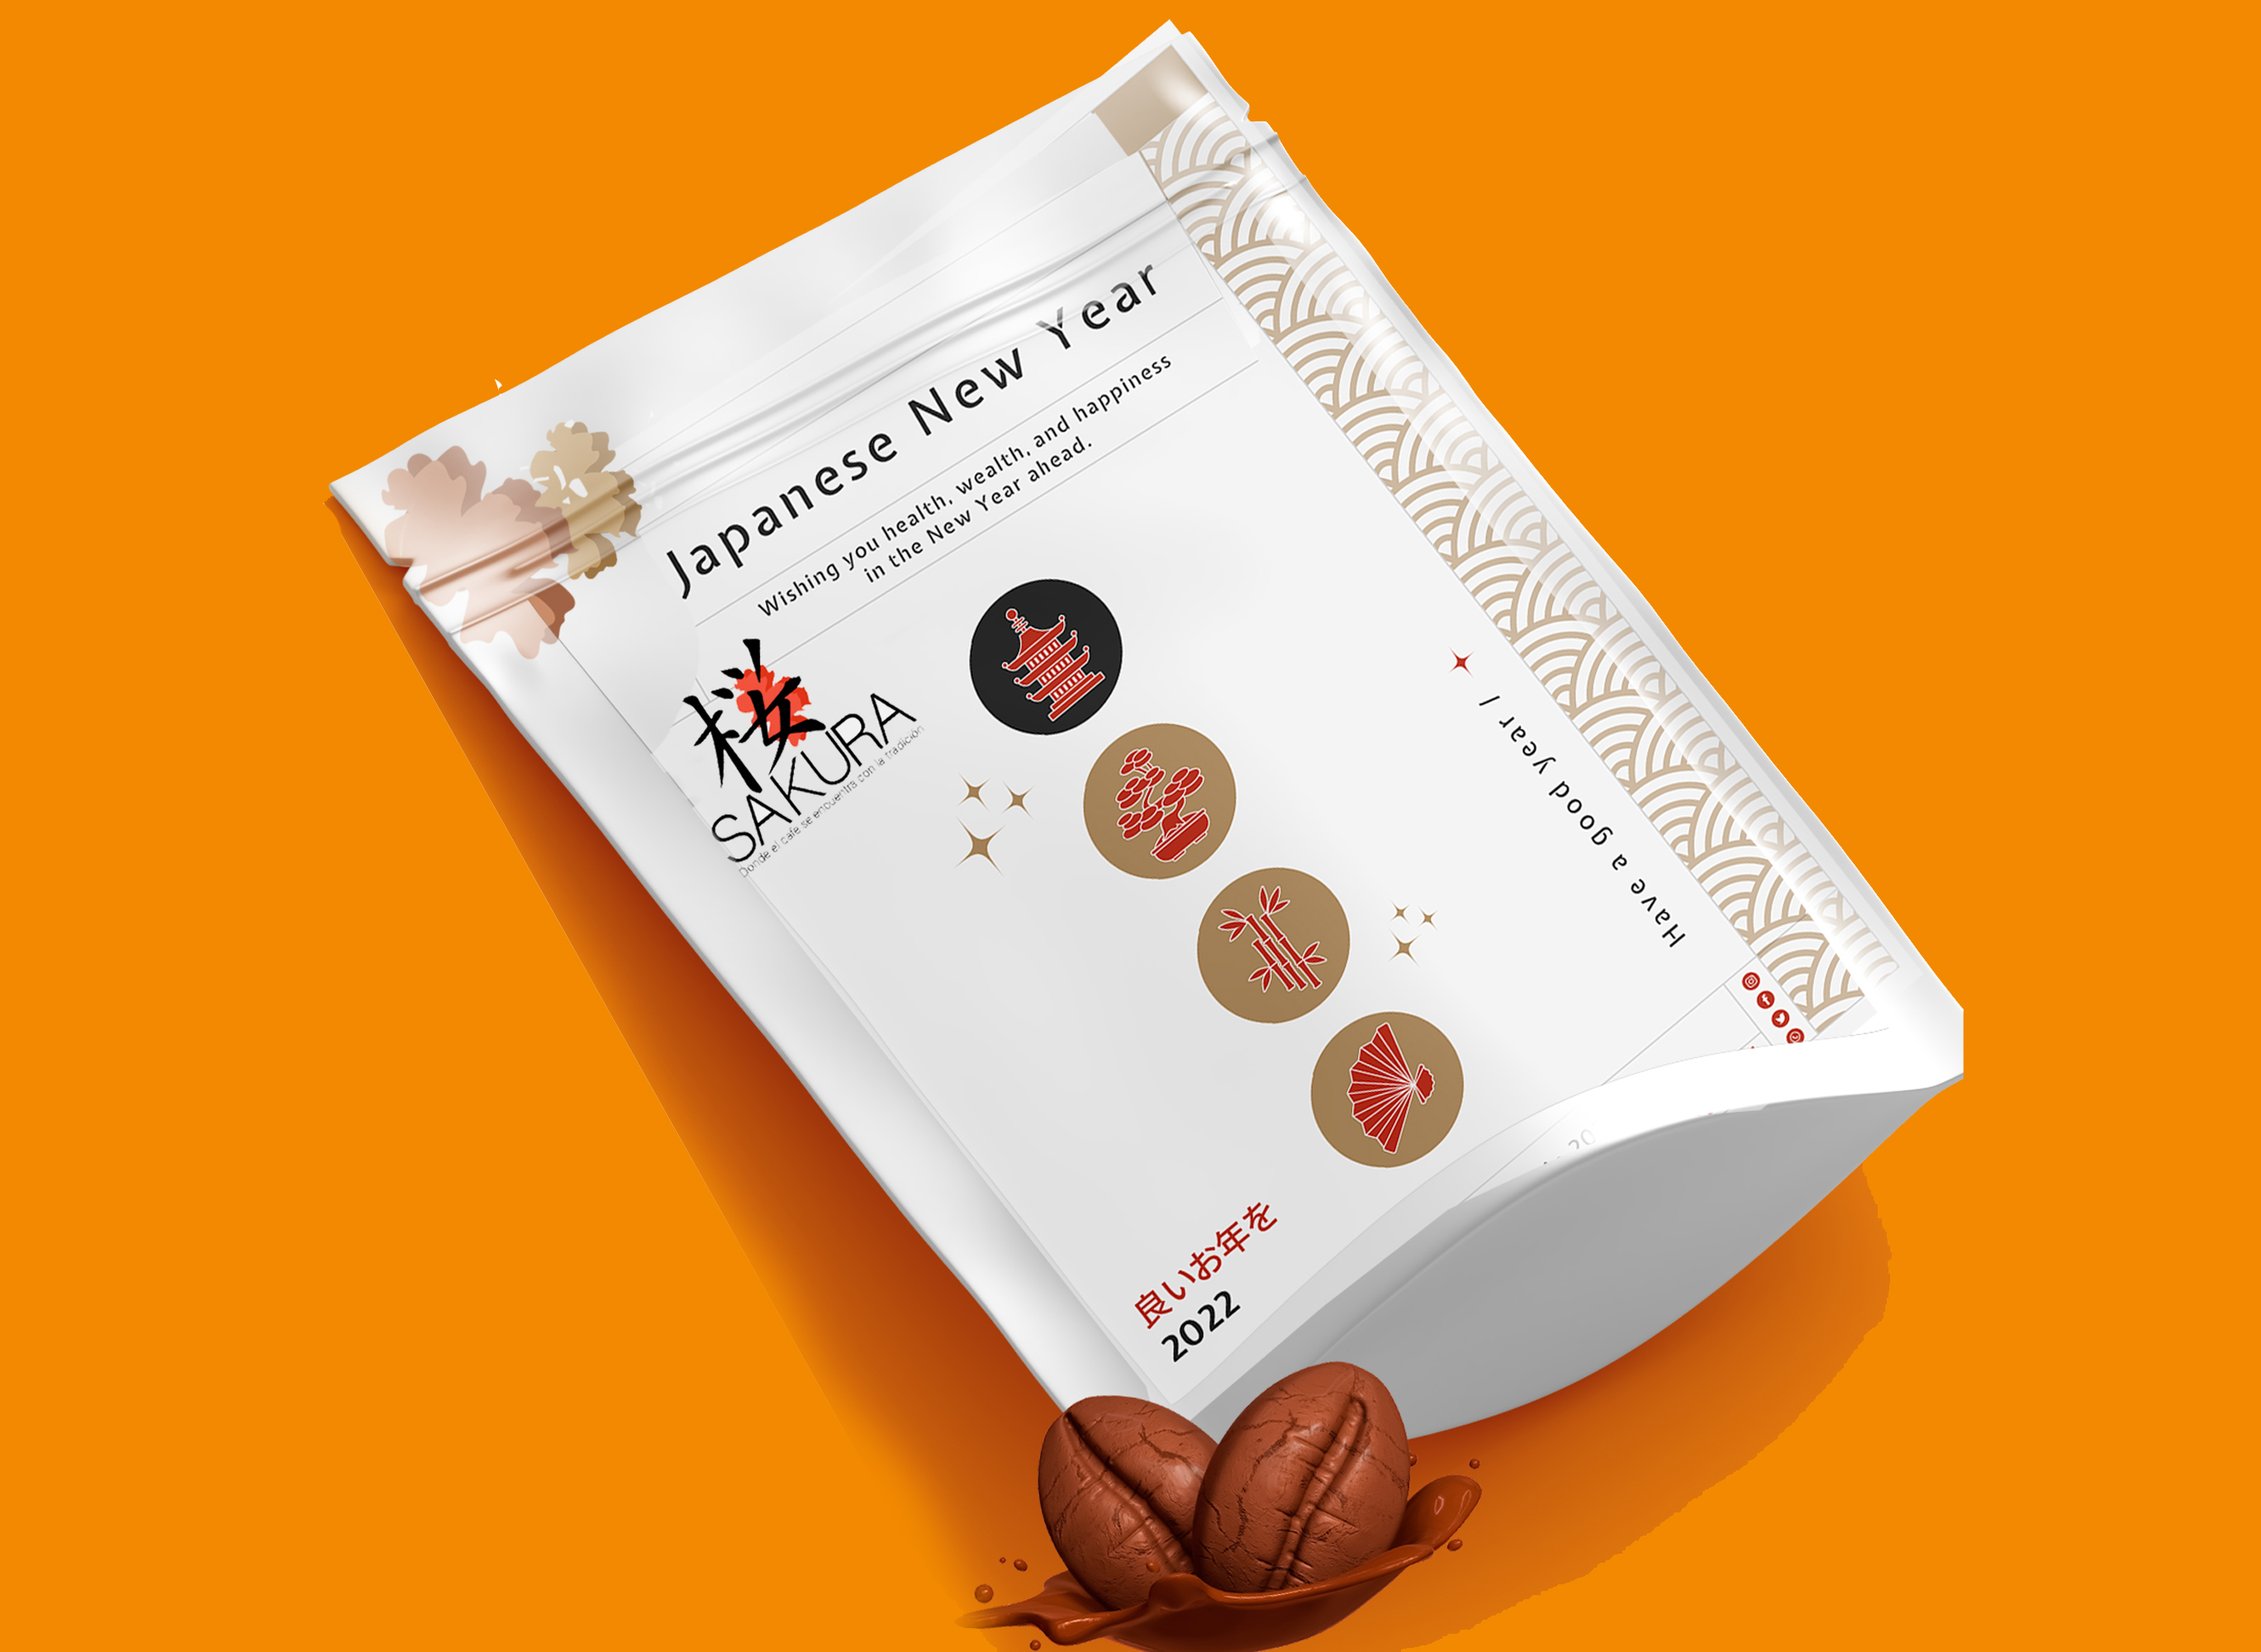 Japanese New Year
Wishing you health, wealth, and happiness
in the New Year ahead.
桜
SAKURA
Donde el café se encuentra con la tradición
Have a good year /
良いお年を
2022